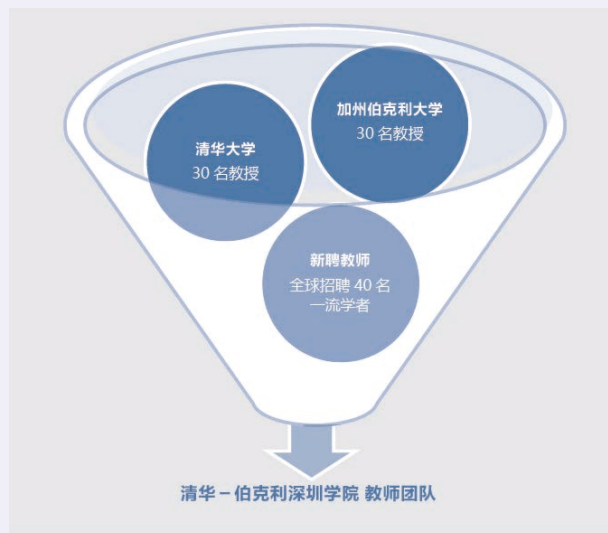 加州伯克利大学
30 名教授
清华大学
30 名教授
新聘教师
全球招聘 40 名
一流学者
清华－伯克利深圳学院 教师团队